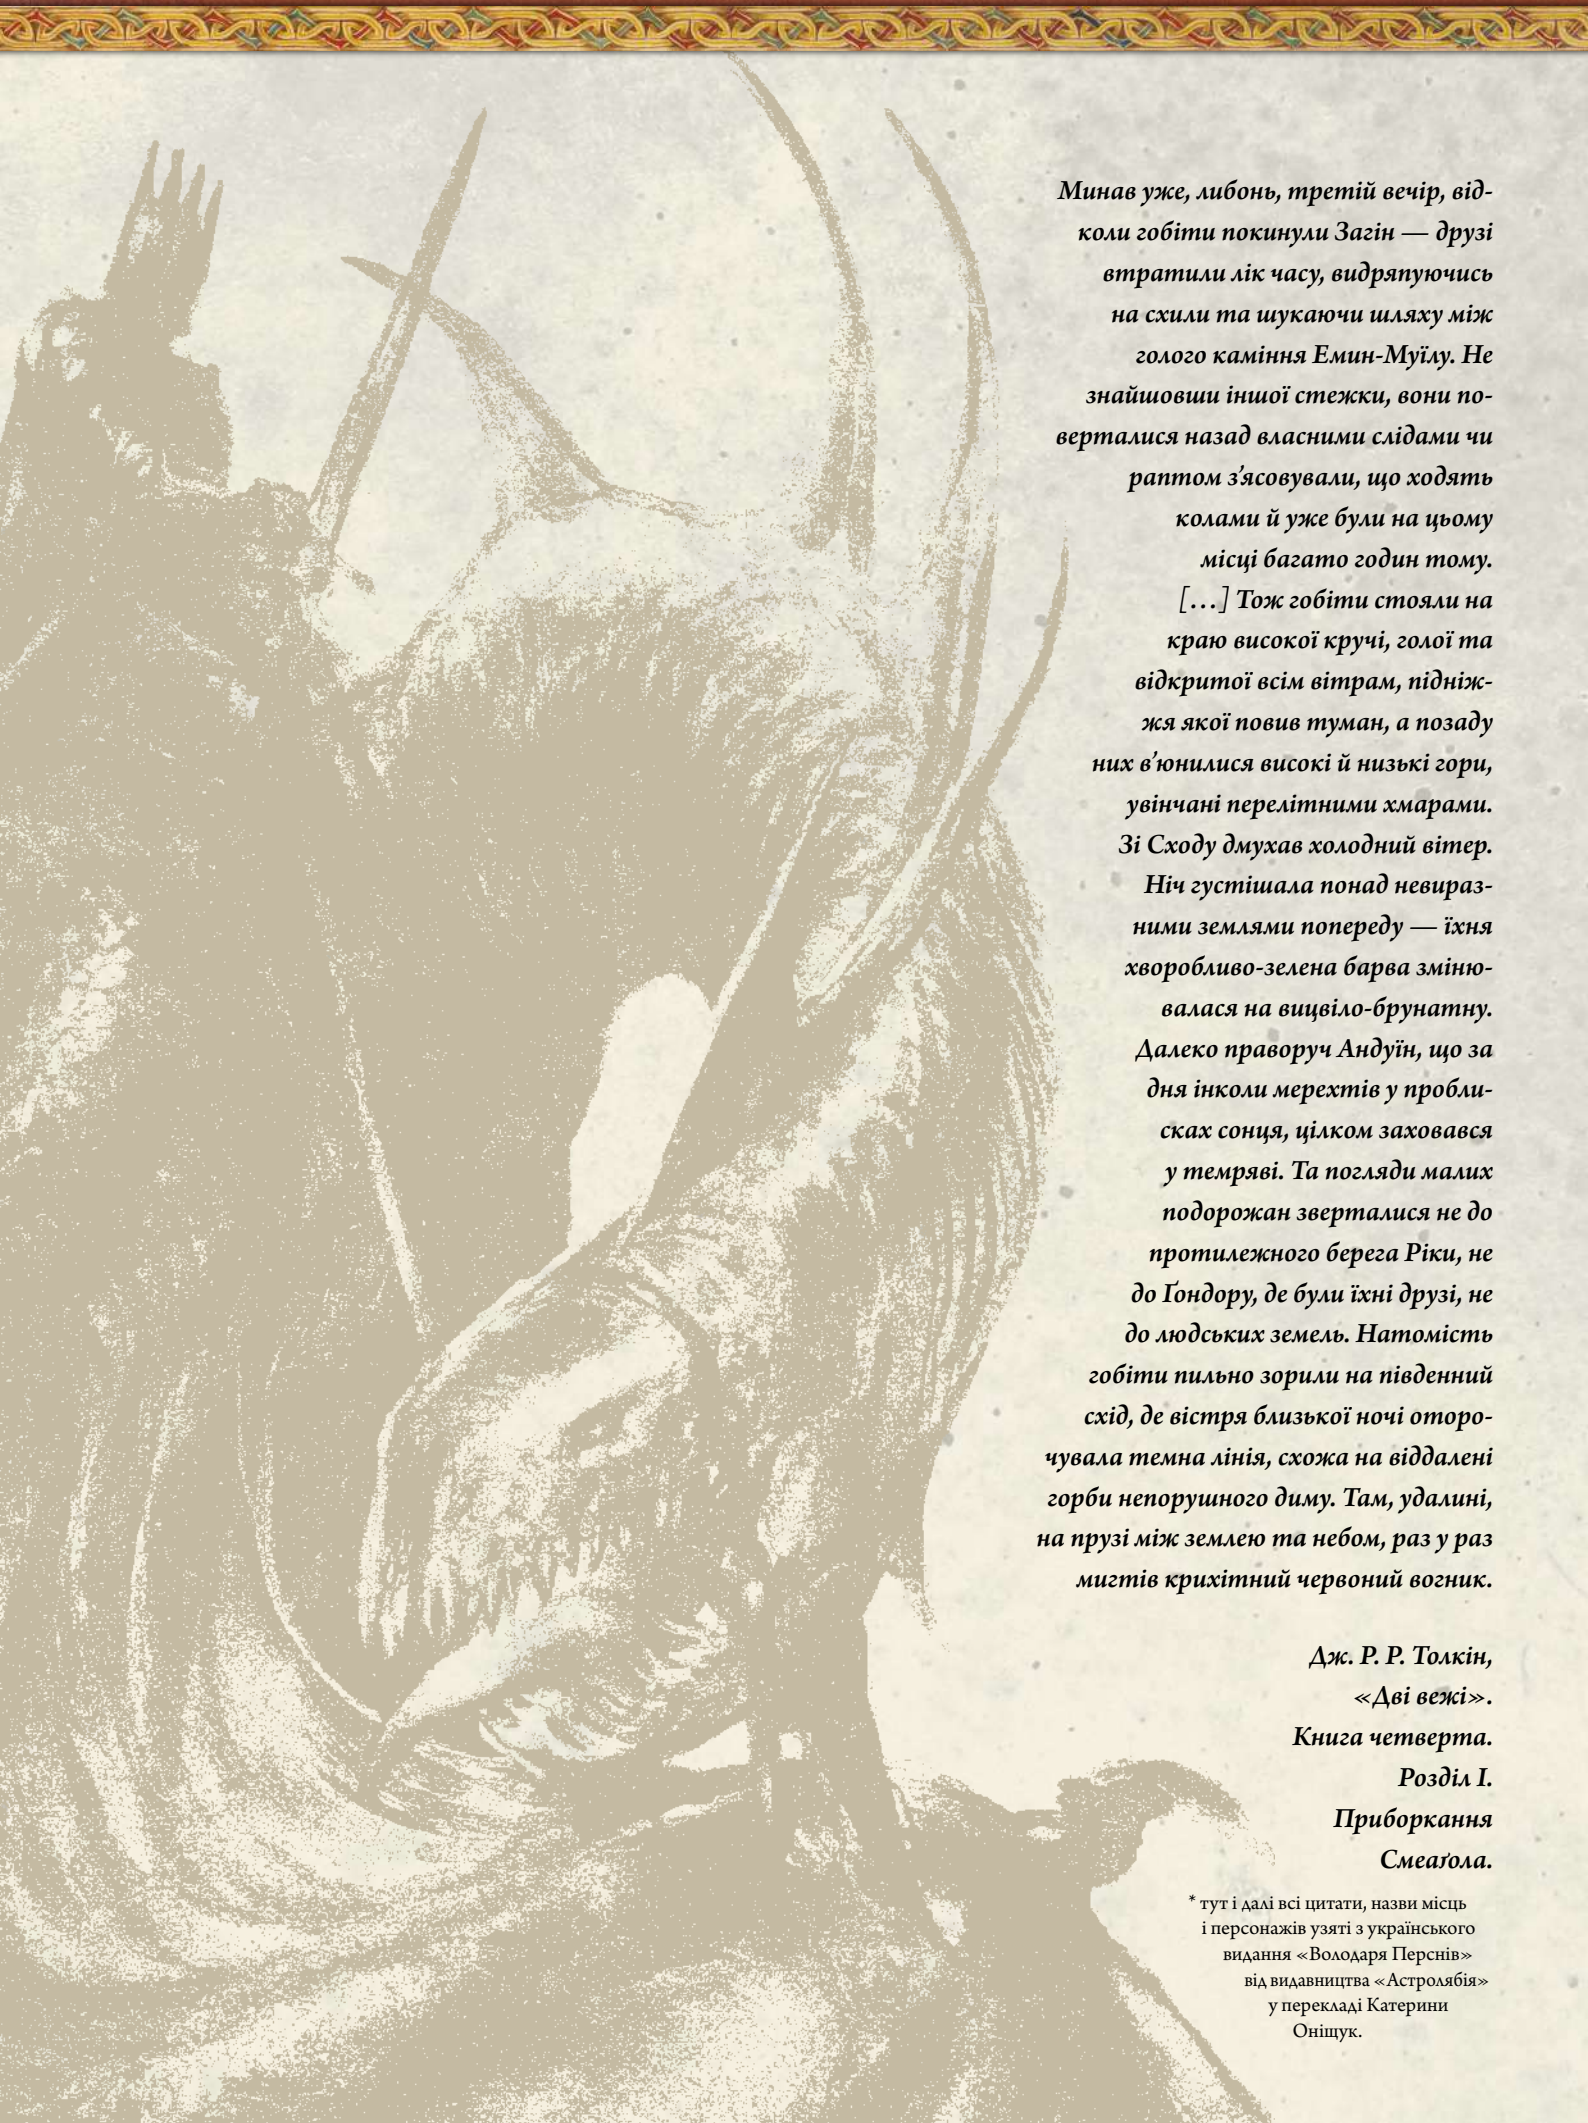 Минав уже, либонь, третій вечір, від-
коли гобіти покинули Загін — друзі
втратили лік часу, видряпуючись
на схили та шукаючи шляху між
голого каміння Емин-Муїлу. Не
знайшовши іншої стежки, вони по-
верталися назад власними слідами чи
раптом з’ясовували, що ходять
колами й уже були на цьому
місці багато годин тому.
[…] Тож гобіти стояли на
краю високої кручі, голої та
відкритої всім вітрам, підніж-
жя якої повив туман, а позаду
них в’юнилися високі й низькі гори,
увінчані перелітними хмарами.
Зі Сходу дмухав холодний вітер.
Ніч густішала понад невираз-
ними землями попереду — їхня
хворобливо-зелена барва зміню-
валася на вицвіло-брунатну.
Далеко праворуч Андуїн, що за
дня інколи мерехтів у пробли-
сках сонця, цілком заховався
у темряві. Та погляди малих
подорожан зверталися не до
протилежного берега Ріки, не
до Ґондору, де були їхні друзі, не
до людських земель. Натомість
гобіти пильно зорили на південний
схід, де вістря близької ночі оторо-
чувала темна лінія, схожа на віддалені
горби непорушного диму. Там, удалині,
на прузі між землею та небом, раз у раз
мигтів крихітний червоний вогник.
Дж. Р. Р. Толкін,
«Дві вежі».
Книга четверта.
Розділ І.
Приборкання
Смеаґола.
* тут і далі всі цитати, назви місць
і персонажів узяті з українського
видання «Володаря Перснів»
від видавництва «Астролябія»
у перекладі Катерини
Оніщук.